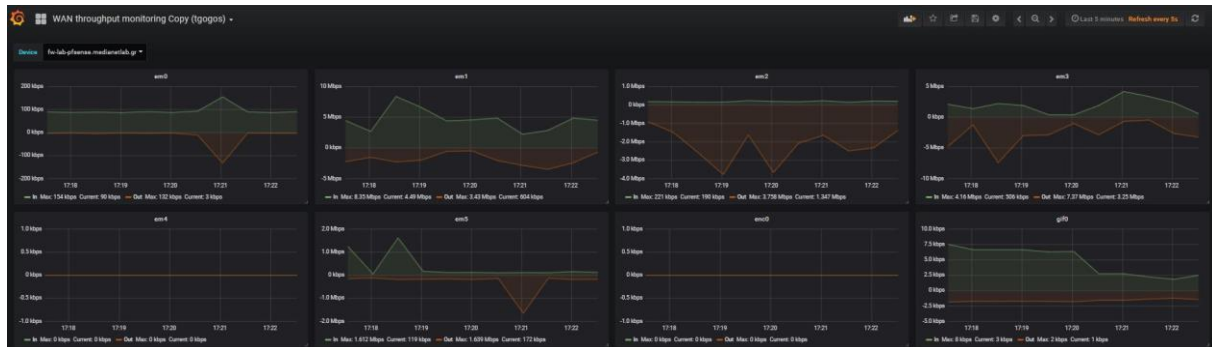 WAN throughput monitoring Copy (tgogos)
Last 5 minutes Refresh every 5s
Device fw-lab-pfsense.medianetlab.gr
em0
200 kbps
100 kbps
0 kbps
-100 kbps
-200 kbps
17:18 17:19 17:20 17:21 17:22
In Max: 154 kbps Current: 90 kbps Out Max: 132 kbps Current: 3 kbps
em1
10 Mbps
5 Mbps
0 kbps
-5 Mbps
17:18 17:19 17:20 17:21 17:22
In Max: 8.35 Mbps Current: 4.49 Mbps Out Max: 3.43 Mbps Current: 604 kbps
em2
1.0 Mbps
0 kbps
-1.0 Mbps
-2.0 Mbps
-3.0 Mbps
-4.0 Mbps
17:18 17:19 17:20 17:21 17:22
In Max: 221 kbps Current: 190 kbps Out Max: 3.758 Mbps Current: 1.347 Mbps
em3
5 Mbps
0 kbps
-5 Mbps
-10 Mbps
17:18 17:19 17:20 17:21 17:22
In Max: 4.16 Mbps Current: 506 kbps Out Max: 7.37 Mbps Current: 3.25 Mbps
em4
1.0 kbps
0.5 kbps
0 kbps
-0.5 kbps
-1.0 kbps
17:18 17:19 17:20 17:21 17:22
In Max: 0 kbps Current: 0 kbps Out Max: 0 kbps Current: 0 kbps
em5
2.0 Mbps
1.0 Mbps
0 kbps
-1.0 Mbps
-2.0 Mbps
17:18 17:19 17:20 17:21 17:22
In Max: 1.612 Mbps Current: 119 kbps Out Max: 1.639 Mbps Current: 172 kbps
enc0
1.0 kbps
0.5 kbps
0 kbps
-0.5 kbps
-1.0 kbps
17:18 17:19 17:20 17:21 17:22
In Max: 0 kbps Current: 0 kbps Out Max: 0 kbps Current: 0 kbps
gif0
10.0 kbps
7.5 kbps
5.0 kbps
2.5 kbps
0 kbps
-2.5 kbps
-5.0 kbps
17:18 17:19 17:20 17:21 17:22
In Max: 8 kbps Current: 3 kbps Out Max: 2 kbps Current: 1 kbps